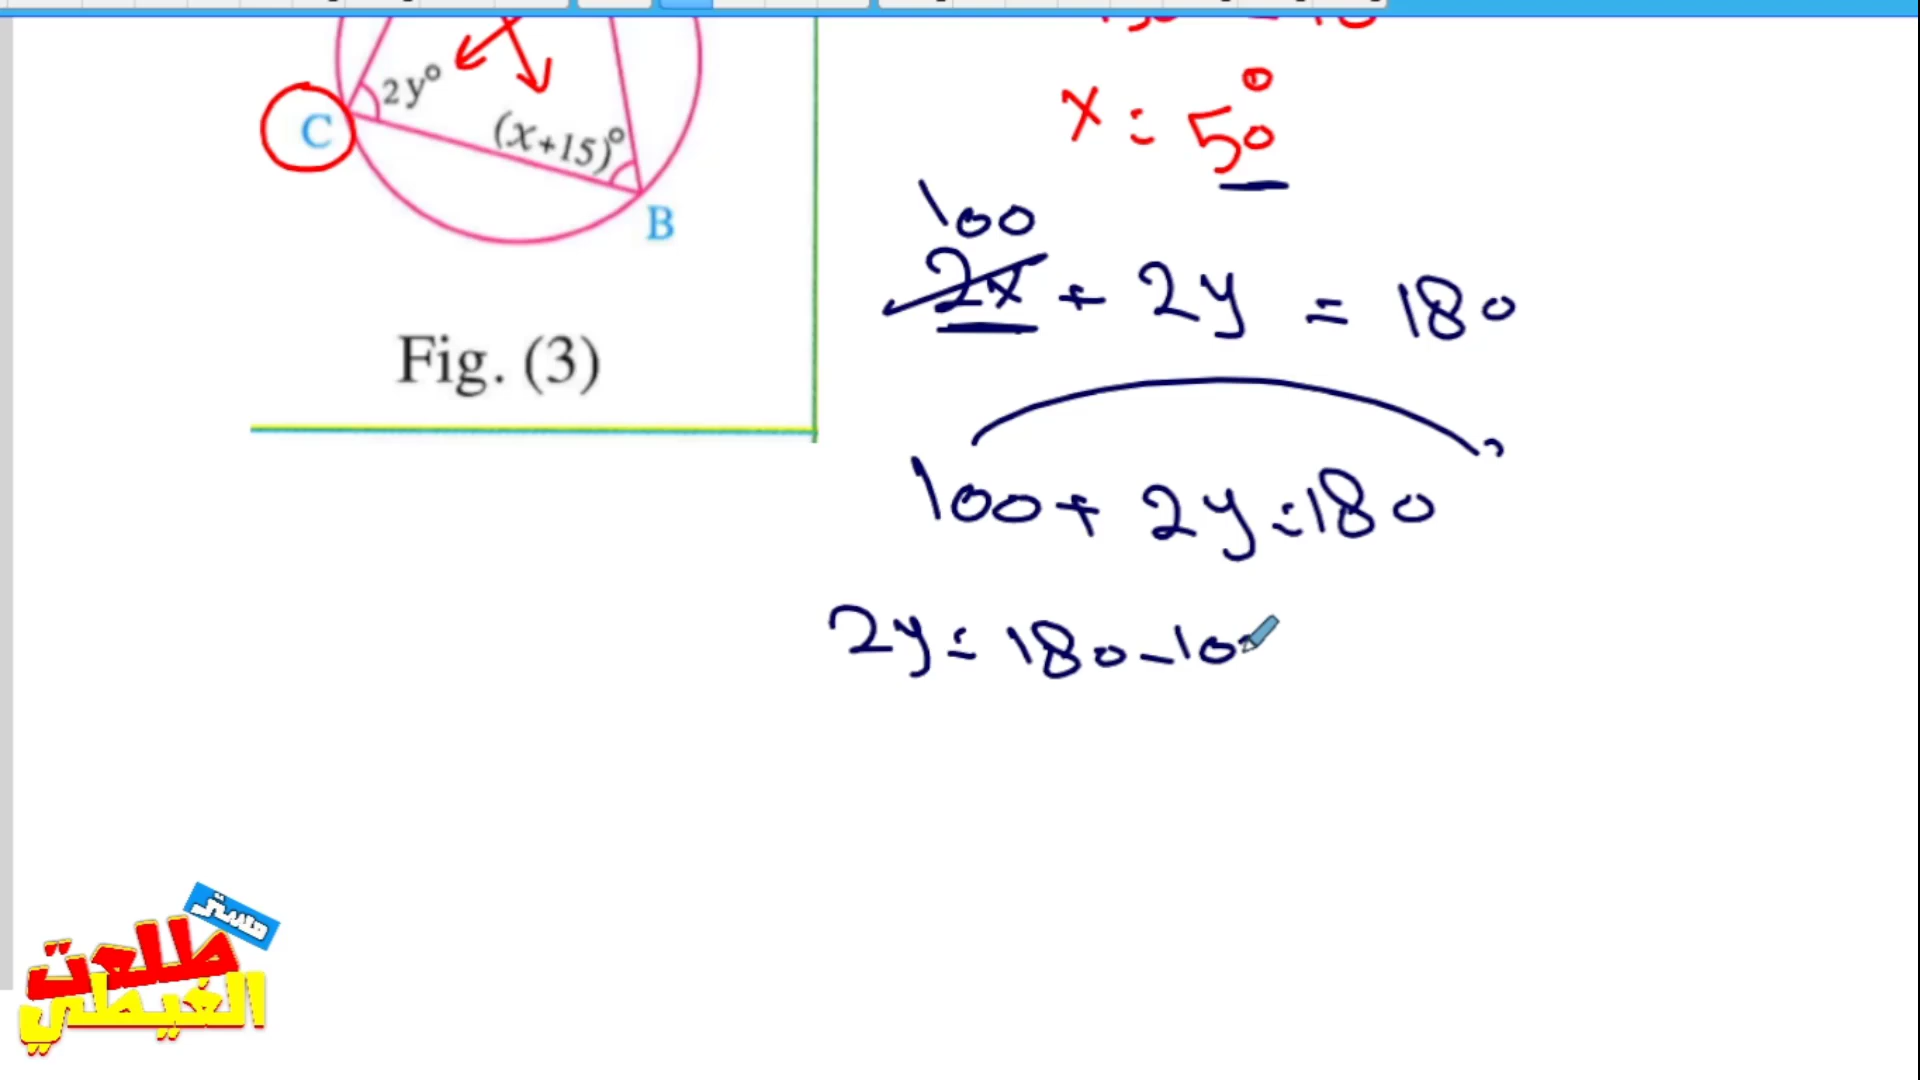 x = 50°
2y°
C
(x+15)°
B
100
2x + 2y = 180
Fig. (3)
100 + 2y = 180
2y = 180 - 100
مستر
طلعت
الغيطي